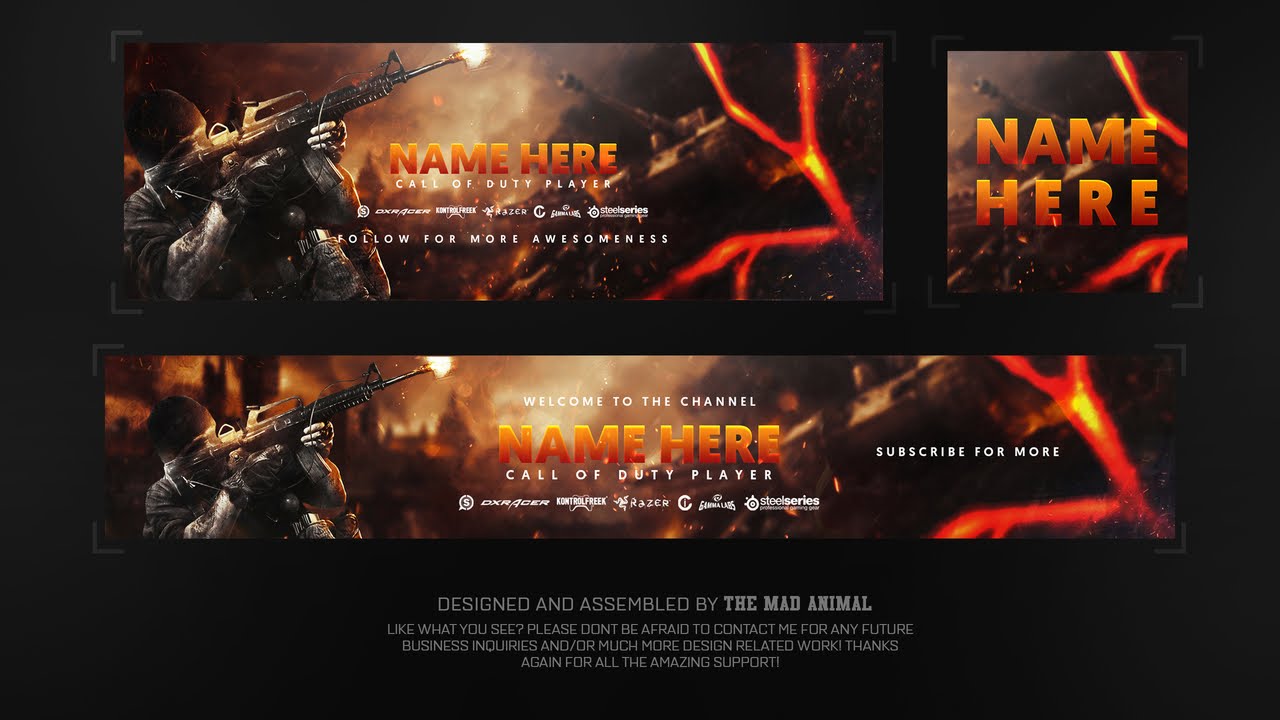 NAME HERE
CALL OF DUTY PLAYER
DXRACER KONTROLFREEK RAZER GAMMA LABS steelseries
professional gaming gear
FOLLOW FOR MORE AWESOMENESS
NAME
HERE
WELCOME TO THE CHANNEL
NAME HERE
CALL OF DUTY PLAYER
DXRACER KONTROLFREEK RAZER GAMMA LABS steelseries
professional gaming gear
SUBSCRIBE FOR MORE
DESIGNED AND ASSEMBLED BY THE MAD ANIMAL
LIKE WHAT YOU SEE? PLEASE DONT BE AFRAID TO CONTACT ME FOR ANY FUTURE
BUSINESS INQUIRIES AND/OR MUCH MORE DESIGN RELATED WORK! THANKS
AGAIN FOR ALL THE AMAZING SUPPORT!